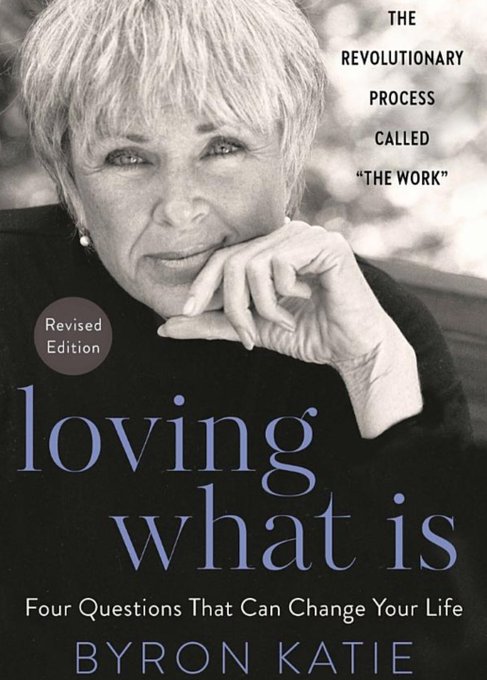 THE
REVOLUTIONARY
PROCESS
CALLED
“THE WORK”
Revised
Edition
loving
what is
Four Questions That Can Change Your Life
BYRON KATIE